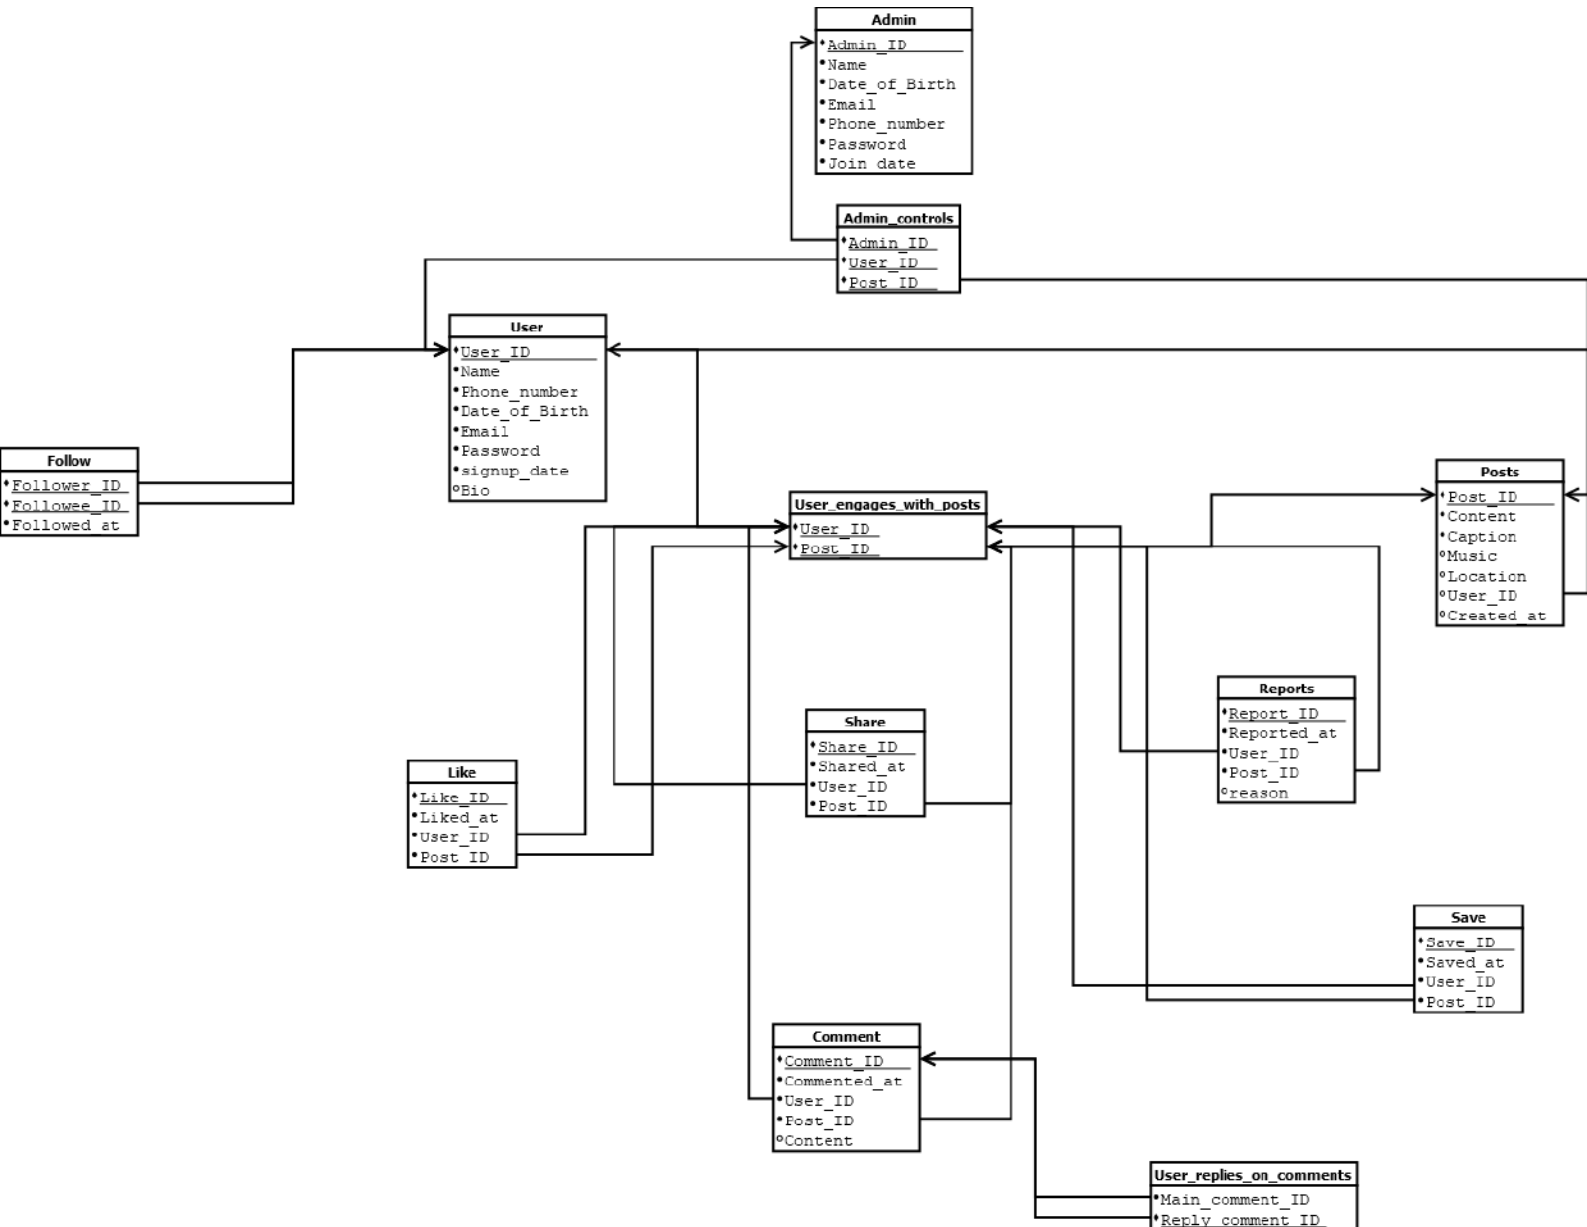 Admin
Admin_ID
Name
Date_of_Birth
Email
Phone_number
Password
Join_date
Admin_controls
Admin_ID
User_ID
Post_ID
User
User_ID
Name
Phone_number
Date_of_Birth
Email
Password
signup_date
Bio
Follow
Follower_ID
Followee_ID
Followed_at
User_engages_with_posts
User_ID
Post_ID
Posts
Post_ID
Content
Caption
Music
Location
User_ID
Created_at
Reports
Report_ID
Reported_at
User_ID
Post_ID
reason
Share
Share_ID
Shared_at
User_ID
Post_ID
Like
Like_ID
Liked_at
User_ID
Post_ID
Save
Save_ID
Saved_at
User_ID
Post_ID
Comment
Comment_ID
Commented_at
User_ID
Post_ID
Content
User_replies_on_comments
Main_comment_ID
Reply_comment_ID